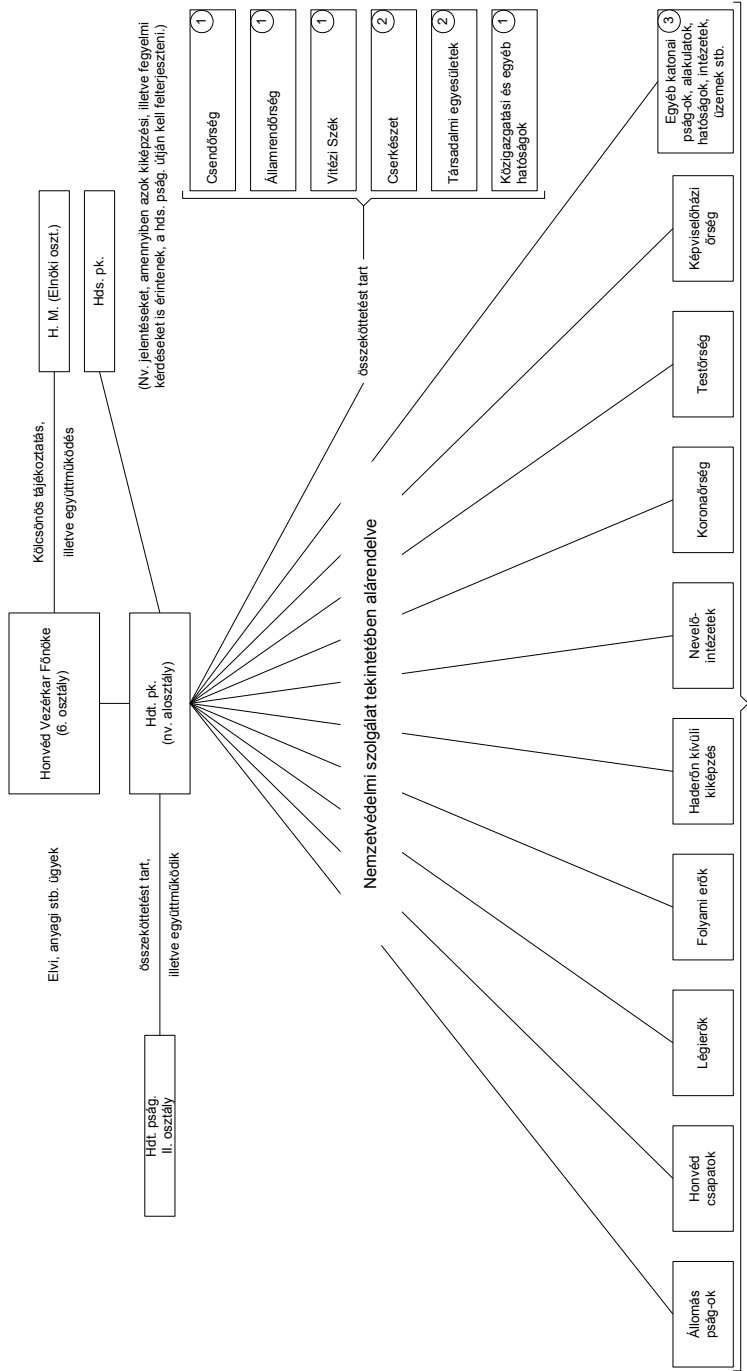 Honvéd Vezérkar Főnöke
(6. osztály)
Kölcsönös tájékoztatás,
illetve együttműködés
H. M. (Elnöki oszt.)
Elvi, anyagi stb. ügyek
Hds. pk.
Hdt. pk.
(nv. alosztály)
Hdt. pság.
II. osztály
összeköttetést tart,
illetve együttműködik
(Nv. jelentéseket, amennyiben azok kiképzési, illetve fegyelmi
kérdéseket is érintenek, a hds. pság. útján kell felterjeszteni.)
összeköttetést tart
Csendőrség
1
Államrendőrség
1
Vitézi Szék
1
Cserkészet
2
Társadalmi egyesületek
2
Közigazgatási és egyéb
hatóságok
1
Nemzetvédelmi szolgálat tekintetében alárendelve
Állomás
pság-ok
Honvéd
csapatok
Légierők
Folyami erők
Haderőn kívüli
kiképzés
Nevelő-
intézetek
Koronaőrség
Testőrség
Képviselőházi
őrség
Egyéb katonai
pság-ok, alakulatok,
hatóságok, intézetek,
üzemek stb.
3